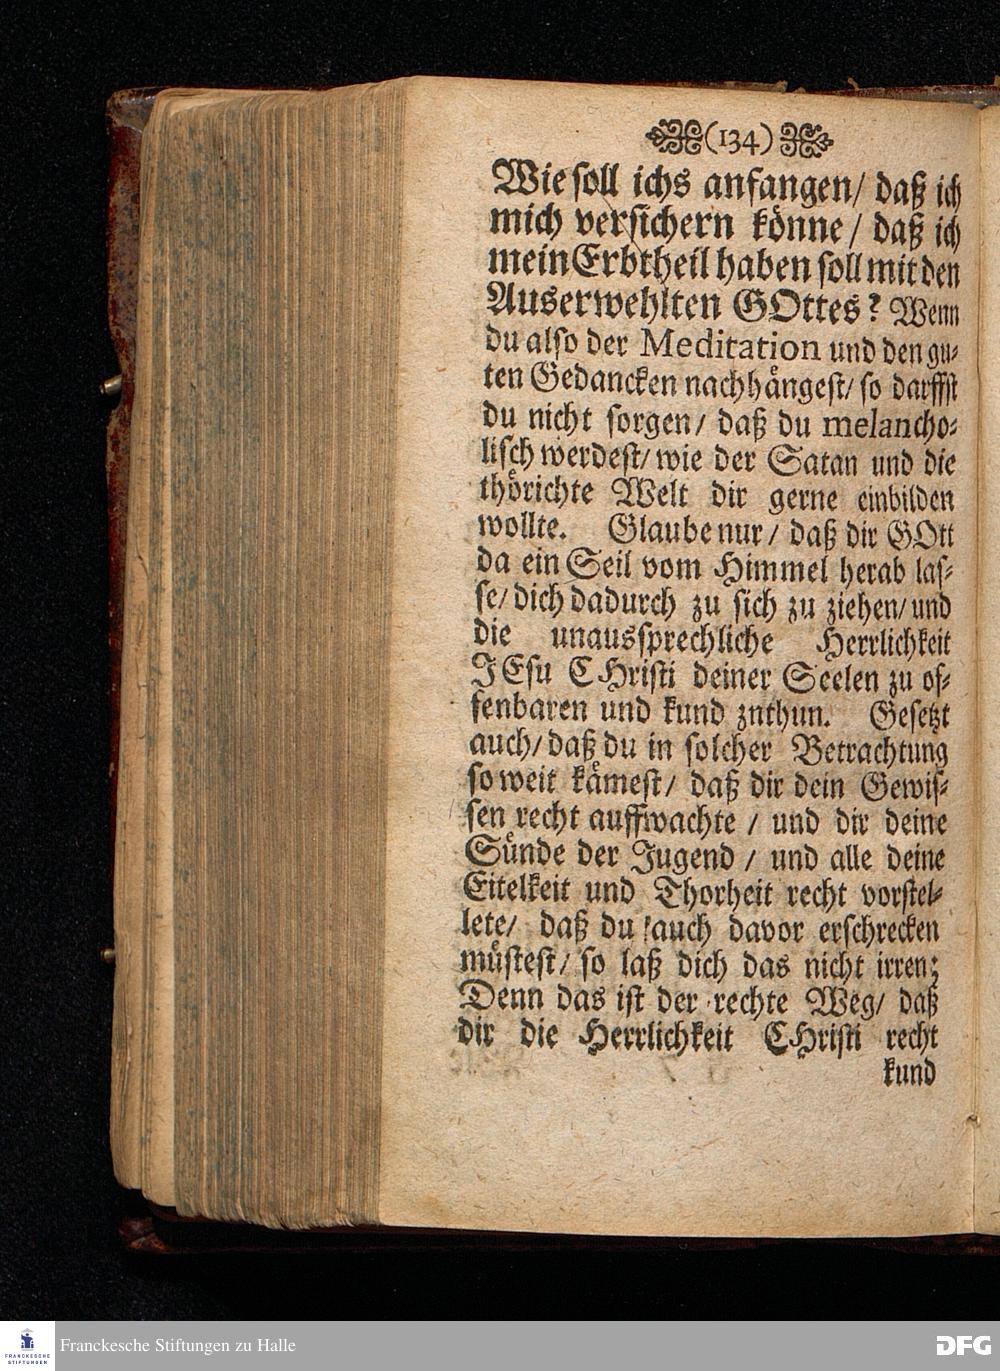 (134)
Wie soll ichs anfangen/ daß ich
mich versichern könne/ daß ich
mein Erbtheil haben soll mit den
Auserwehlten GOttes? Wenn
du also der Meditation und den gu-
ten Gedancken nachhängest/ so darffst
du nicht sorgen/ daß du melancho-
lisch werdest/ wie der Satan und die
thörichte Welt dir gerne einbilden
wollte. Glaube nur/ daß dir GOtt
da ein Seil vom Himmel herab las-
se/ dich dadurch zu sich zu ziehen/ und
die unaussprechliche Herrlichkeit
JEsu CHristi deiner Seelen zu of-
fenbaren und kund znthun. Gesetzt
auch/ daß du in solcher Betrachtung
so weit kämest/ daß dir dein Gewis-
sen recht auffwachte / und dir deine
Sünde der Jugend / und alle deine
Eitelkeit und Thorheit recht vorstel-
lete/ daß du auch davor erschrecken
müstest/ so laß dich das nicht irren;
Denn das ist der rechte Weg/ daß
dir die Herrlichkeit CHristi recht
kund
FRANCKESCHE
STIFTUNGEN
Franckesche Stiftungen zu Halle
DFG